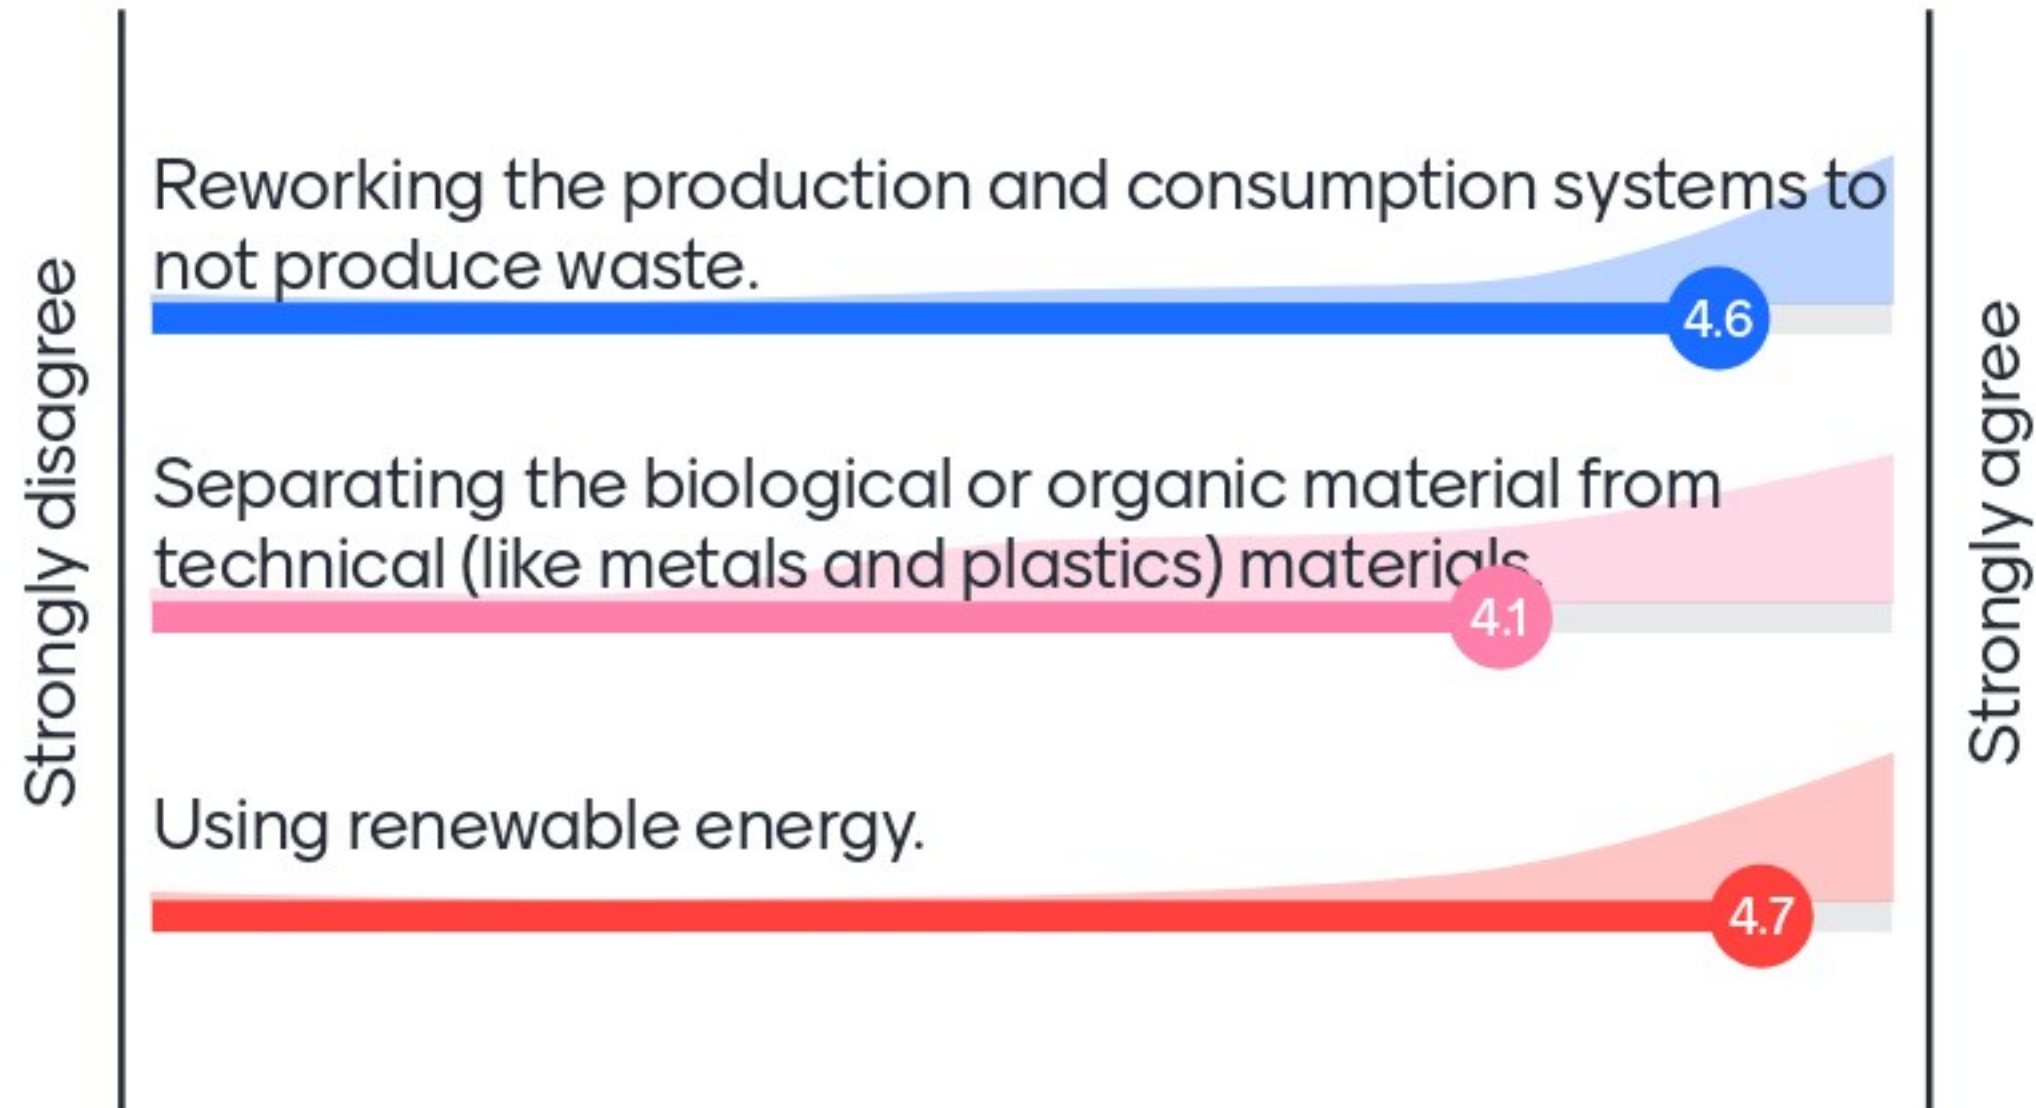 Strongly disagree
Reworking the production and consumption systems to
not produce waste.
4.6
Separating the biological or organic material from
technical (like metals and plastics) materials.
4.1
Using renewable energy.
4.7
Strongly agree